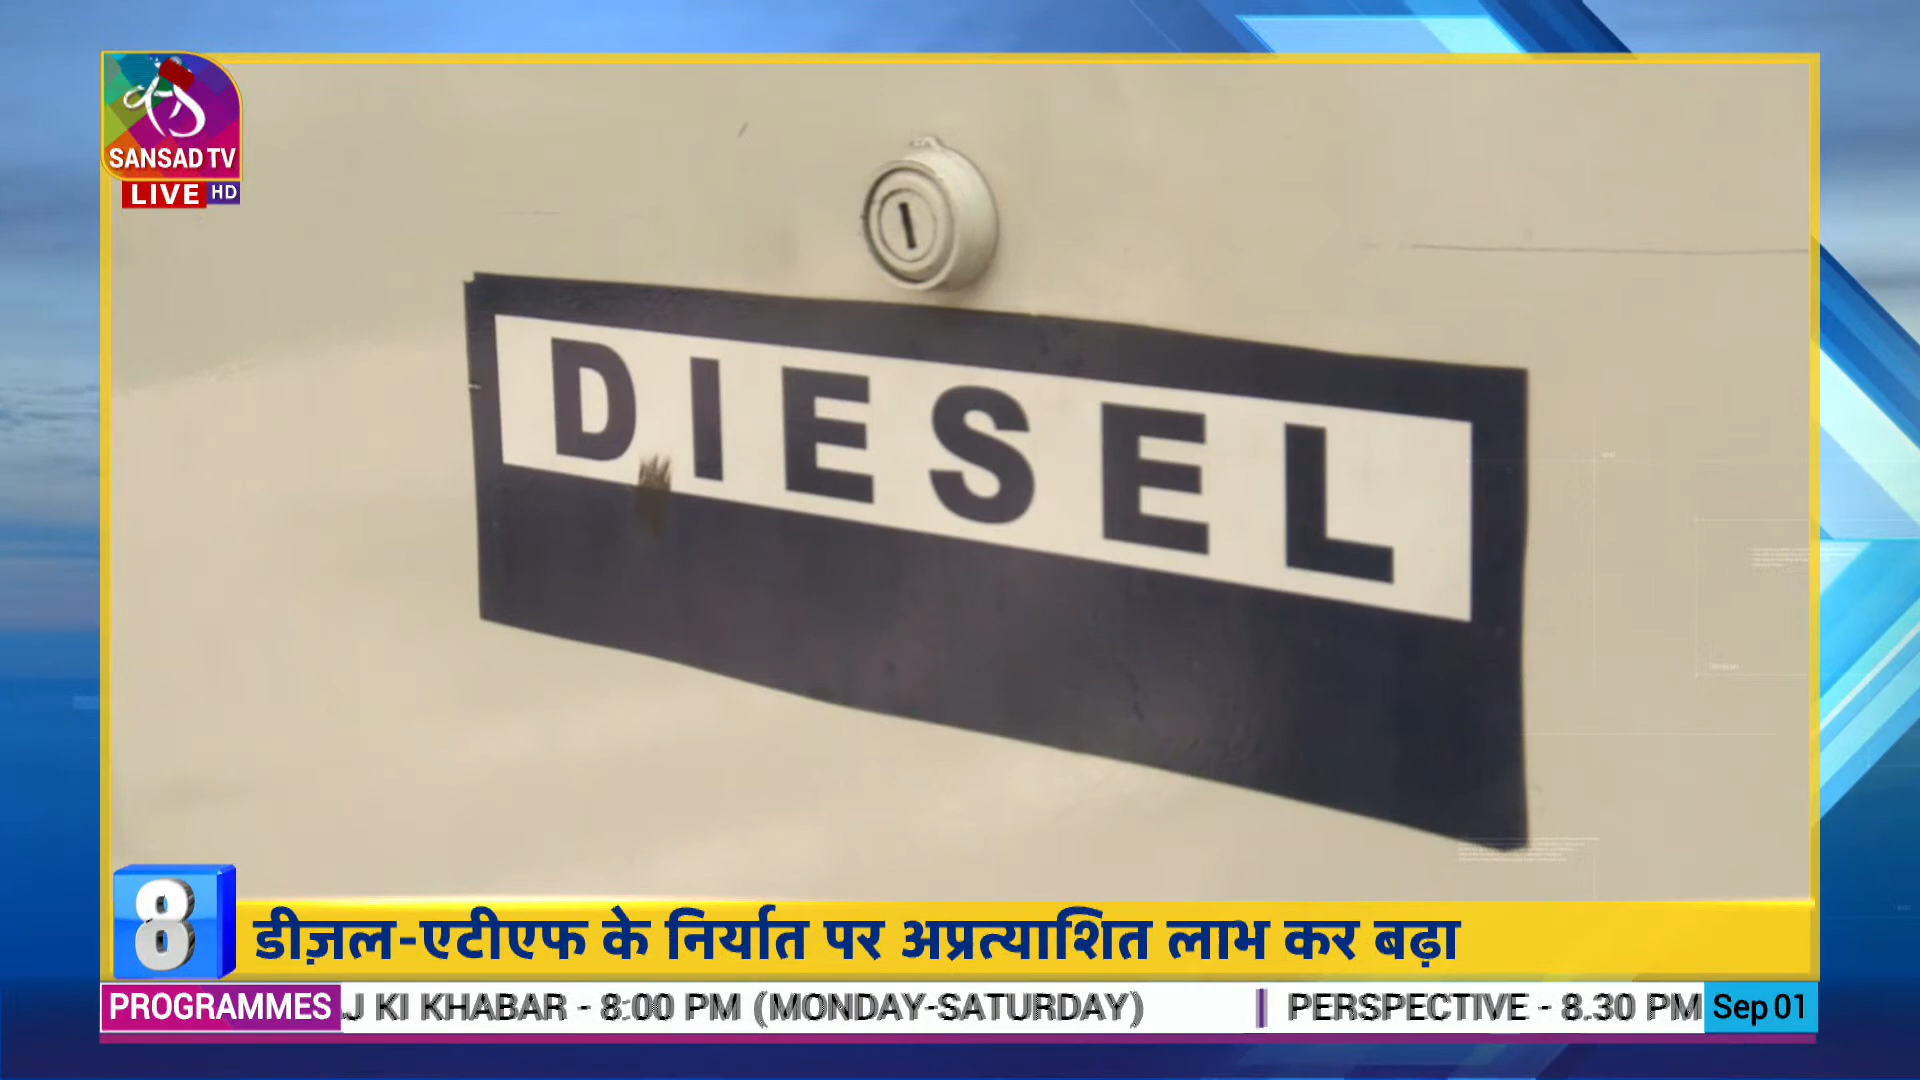 SANSAD TV
LIVE HD
DIESEL
8
डीज़ल-एटीएफ के निर्यात पर अप्रत्याशित लाभ कर बढ़ा
PROGRAMMES J KI KHABAR - 8:00 PM (MONDAY-SATURDAY) | PERSPECTIVE - 8.30 PM Sep 01